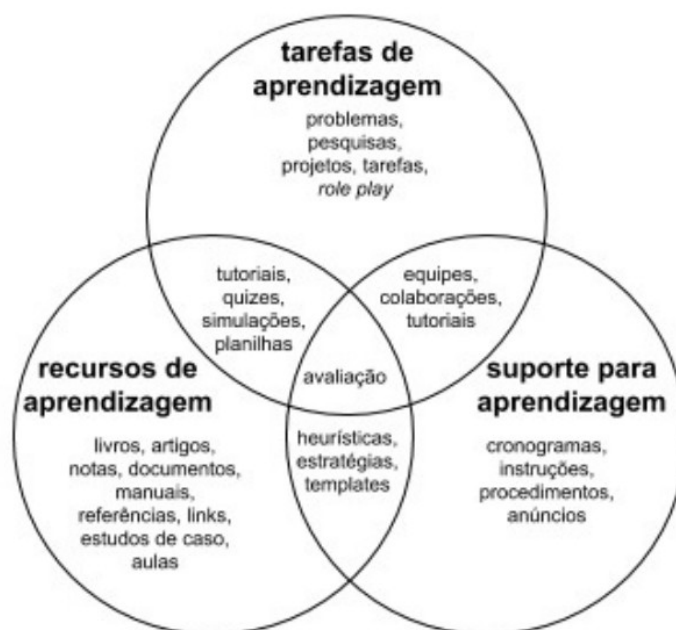 tarefas de
aprendizagem
problemas,
pesquisas,
projetos, tarefas,
role play
tutoriais,
quizes,
simulações,
planilhas
equipes,
colaborações,
tutoriais
recursos de
aprendizagem
livros, artigos,
notas, documentos,
manuais,
referências, links,
estudos de caso,
aulas
avaliação
heurísticas,
estratégias,
templates
suporte para
aprendizagem
cronogramas,
instruções,
procedimentos,
anúncios